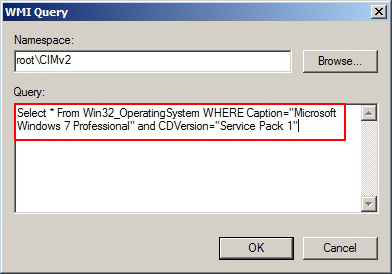 WMI Query
Namespace:
root\CIMv2
Browse...
Query:
Select * From Win32_OperatingSystem WHERE Caption="Microsoft
Windows 7 Professional" and CDVersion="Service Pack 1"
OK
Cancel